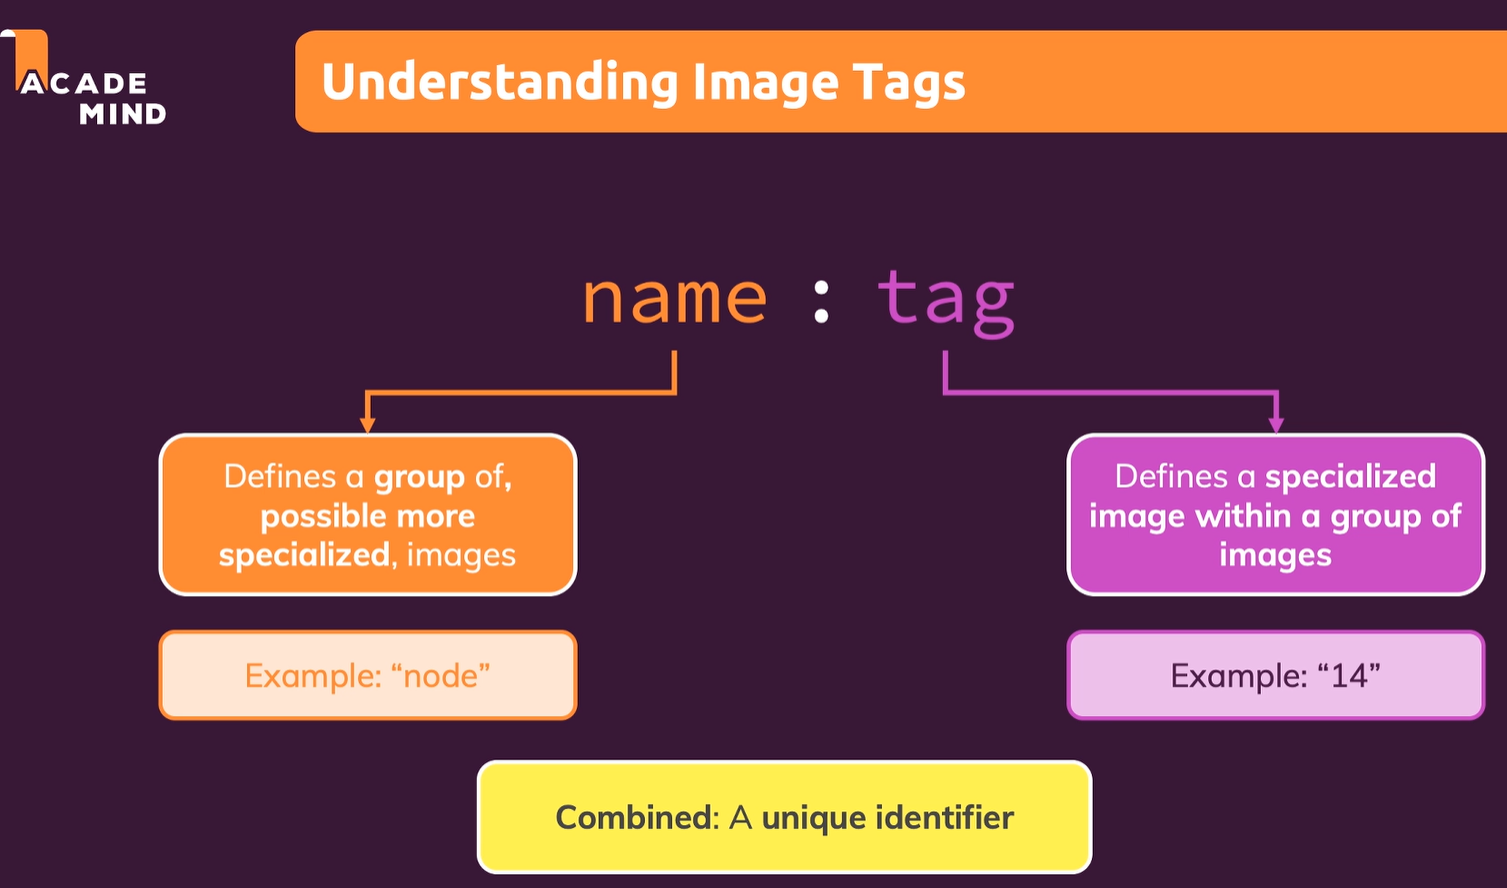 ACADE
MIND
Understanding Image Tags
name : tag
Defines a group of,
possible more
specialized, images
Example: “node”
Defines a specialized
image within a group of
images
Example: “14”
Combined: A unique identifier